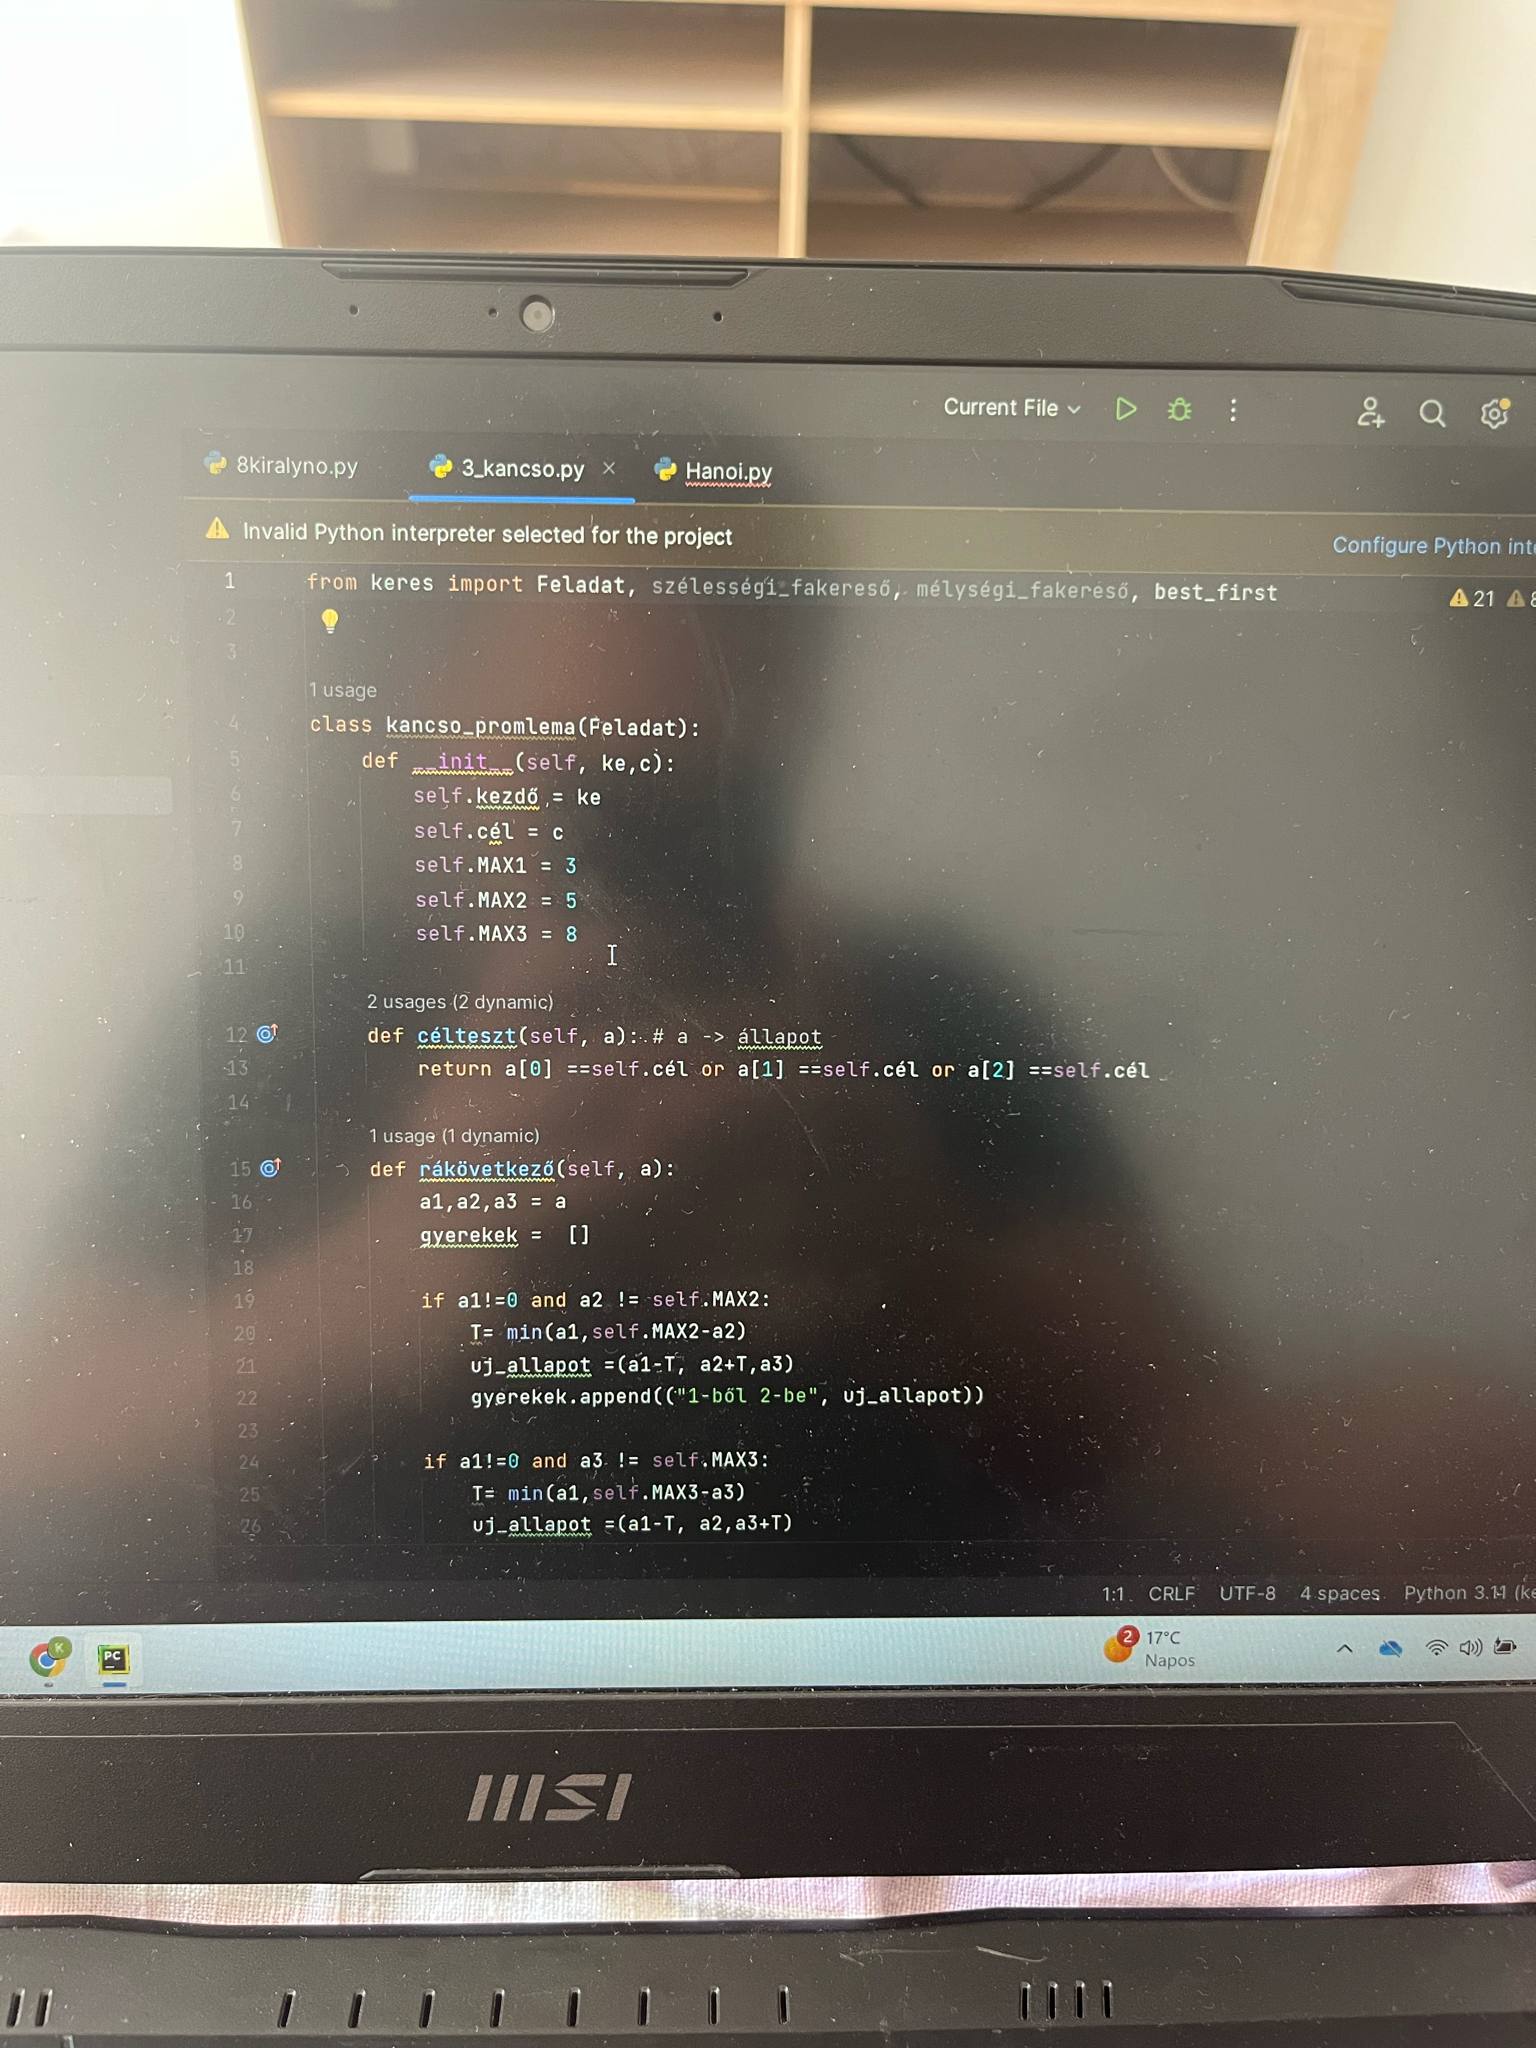 Current File
8kiralyno.py 3_kancso.py Hanoi.py
Invalid Python interpreter selected for the project Configure Python
1 from keres import Feladat, szélességi_fakereső, mélységi_fakereső, best_first 21
2
3
1 usage
4 class kancso_promlema(Feladat):
5 def __init__(self, ke,c):
6 self.kezdő = ke
7 self.cél = c
8 self.MAX1 = 3
9 self.MAX2 = 5
10 self.MAX3 = 8
11
2 usages (2 dynamic)
12 def célteszt(self, a): # a -> állapot
13 return a[0] ==self.cél or a[1] ==self.cél or a[2] ==self.cél
14
1 usage (1 dynamic)
15 def rákövetkező(self, a):
16 a1,a2,a3 = a
17 gyerekek = []
18
19 if a1!=0 and a2 != self.MAX2:
20 T= min(a1,self.MAX2-a2)
21 uj_allapot =(a1-T, a2+T,a3)
22 gyerekek.append(("1-ből 2-be", uj_allapot))
23
24 if a1!=0 and a3 != self.MAX3:
25 T= min(a1,self.MAX3-a3)
26 uj_allapot =(a1-T, a2,a3+T)
1:1 CRLF UTF-8 4 spaces Python 3.11
K PC 2 17°C
Napos
msi